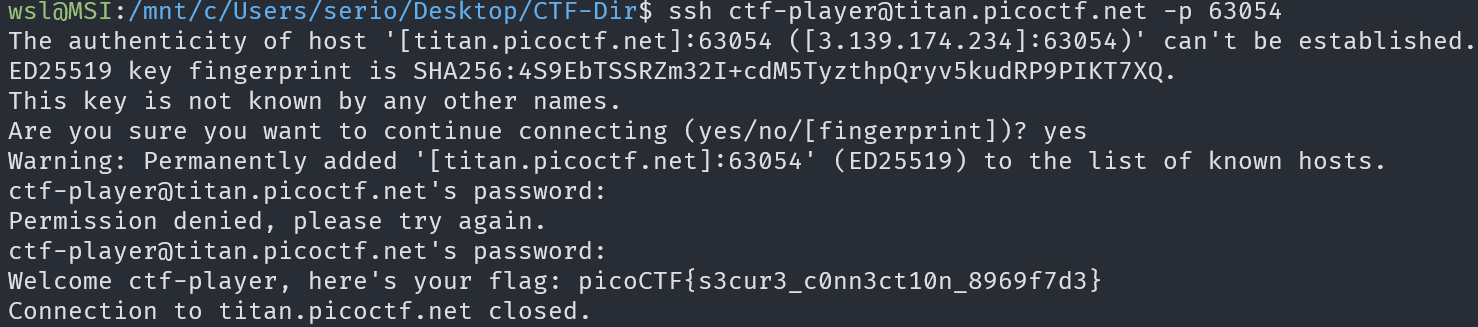 wsl@MSI:/mnt/c/Users/serio/Desktop/CTF-Dir$ ssh ctf-player@titan.picoctf.net -p 63054
The authenticity of host '[titan.picoctf.net]:63054 ([3.139.174.234]:63054)' can't be established.
ED25519 key fingerprint is SHA256:4S9EbTSSRZm32I+cdM5TyzthpQryv5kudRP9PIKT7XQ.
This key is not known by any other names.
Are you sure you want to continue connecting (yes/no/[fingerprint])? yes
Warning: Permanently added '[titan.picoctf.net]:63054' (ED25519) to the list of known hosts.
ctf-player@titan.picoctf.net's password:
Permission denied, please try again.
ctf-player@titan.picoctf.net's password:
Welcome ctf-player, here's your flag: picoCTF{s3cur3_c0nn3ct10n_8969f7d3}
Connection to titan.picoctf.net closed.